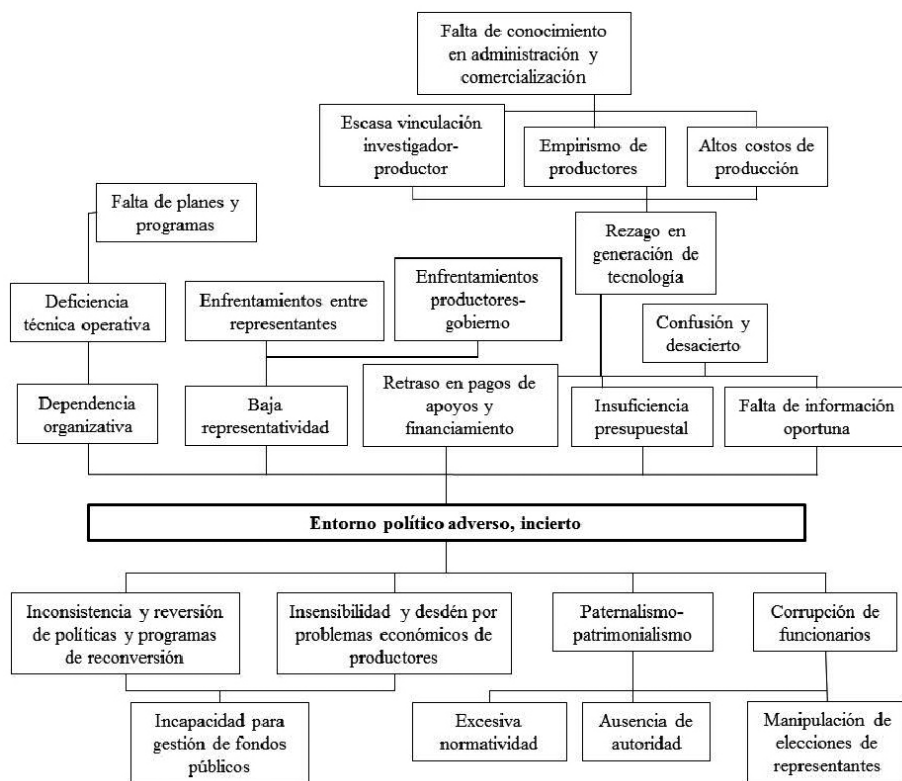 Falta de conocimiento
en administración y
comercialización
Escasa vinculación
investigador-
productor
Empirismo de
productores
Altos costos de
producción
Falta de planes y
programas
Rezago en
generación de
tecnología
Deficiencia
técnica operativa
Enfrentamientos entre
representantes
Enfrentamientos
productores-
gobierno
Confusión y
desacierto
Dependencia
organizativa
Baja
representatividad
Retraso en pagos de
apoyos y
financiamiento
Insuficiencia
presupuestal
Falta de información
oportuna
Entorno político adverso, incierto
Inconsistencia y reversión
de políticas y programas
de reconversión
Insensibilidad y desdén por
problemas económicos de
productores
Paternalismo-
patrimonialismo
Corrupción de
funcionarios
Incapacidad para
gestión de fondos
públicos
Excesiva
normatividad
Ausencia de
autoridad
Manipulación de
elecciones de
representantes